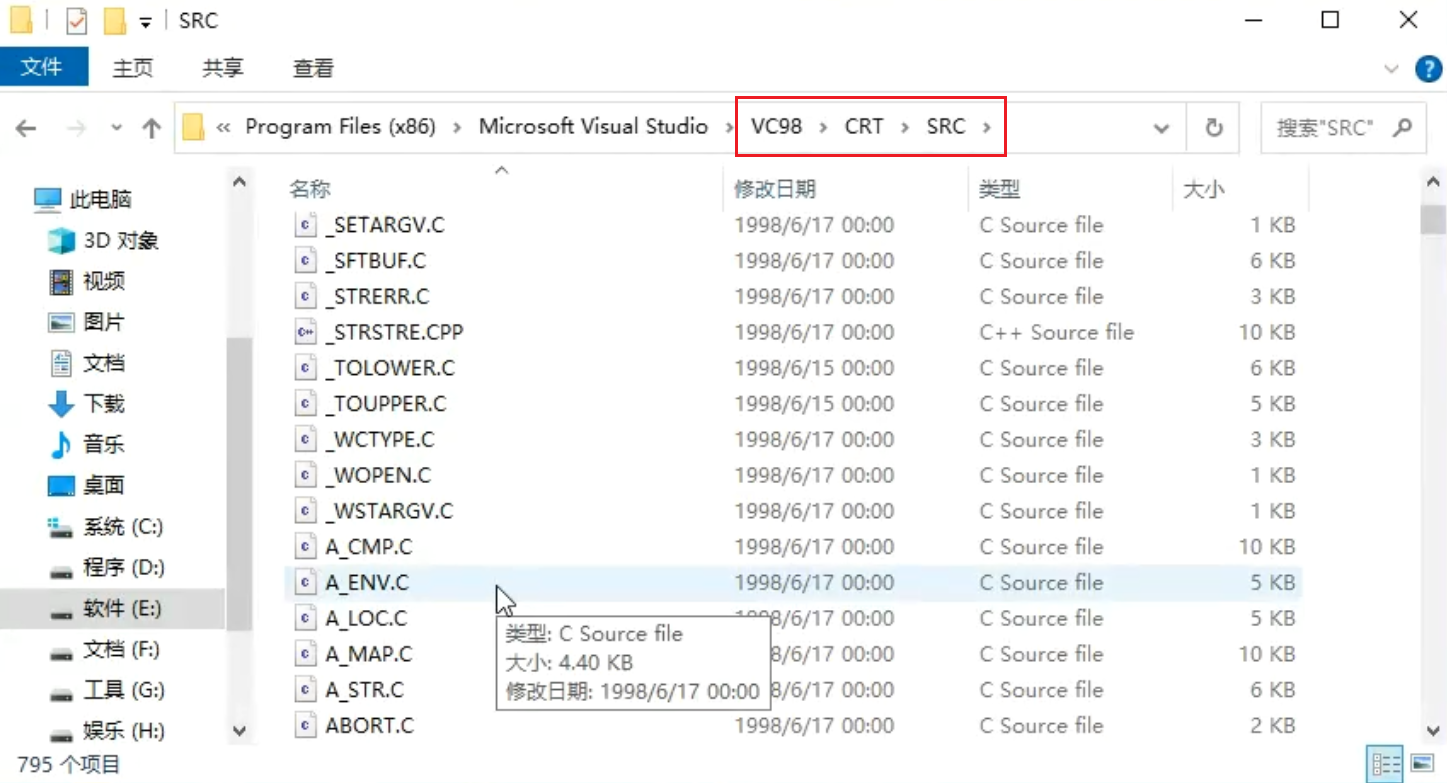 SRC
文件 主页 共享 查看
« Program Files (x86) › Microsoft Visual Studio › VC98 › CRT › SRC › 搜索"SRC"
名称 修改日期 类型 大小
此电脑
3D 对象
视频
图片
文档
下载
音乐
桌面
系统 (C:)
程序 (D:)
软件 (E:)
文档 (F:)
工具 (G:)
娱乐 (H:)
_SETARGV.C 1998/6/17 00:00 C Source file 1 KB
_SFTBUF.C 1998/6/17 00:00 C Source file 6 KB
_STRERR.C 1998/6/17 00:00 C Source file 3 KB
_STRSTRE.CPP 1998/6/17 00:00 C++ Source file 10 KB
_TOLOWER.C 1998/6/15 00:00 C Source file 6 KB
_TOUPPER.C 1998/6/15 00:00 C Source file 5 KB
_WCTYPE.C 1998/6/17 00:00 C Source file 3 KB
_WOPEN.C 1998/6/17 00:00 C Source file 1 KB
_WSTARGV.C 1998/6/17 00:00 C Source file 1 KB
A_CMP.C 1998/6/17 00:00 C Source file 10 KB
A_ENV.C 1998/6/17 00:00 C Source file 5 KB
A_LOC.C 8/6/17 00:00 C Source file 5 KB
A_MAP.C 8/6/17 00:00 C Source file 10 KB
A_STR.C 8/6/17 00:00 C Source file 6 KB
ABORT.C 1998/6/17 00:00 C Source file 2 KB
类型: C Source file
大小: 4.40 KB
修改日期: 1998/6/17 00:00
795 个项目